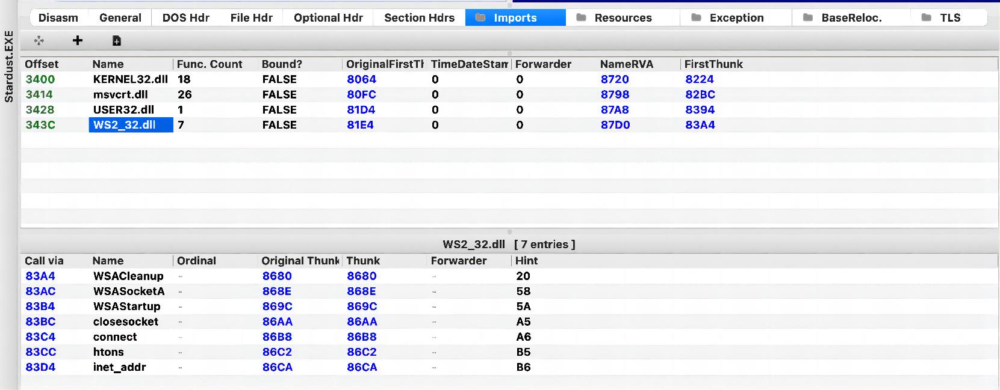 Stardust.EXE
Disasm General DOS Hdr File Hdr Optional Hdr Section Hdrs Imports Resources Exception BaseReloc. TLS
Offset Name Func. Count Bound? OriginalFirstTh TimeDateStam Forwarder NameRVA FirstThunk
3400 KERNEL32.dll 18 FALSE 8064 0 0 8720 8224
3414 msvcrt.dll 26 FALSE 80FC 0 0 8798 82BC
3428 USER32.dll 1 FALSE 81D4 0 0 87A8 8394
343C WS2_32.dll 7 FALSE 81E4 0 0 87D0 83A4
WS2_32.dll [ 7 entries ]
Call via Name Ordinal Original Thunk Thunk Forwarder Hint
83A4 WSACleanup - 8680 8680 - 20
83AC WSASocketA - 868E 868E - 58
83B4 WSAStartup - 869C 869C - 5A
83BC closesocket - 86AA 86AA - A5
83C4 connect - 86B8 86B8 - A6
83CC htons - 86C2 86C2 - B5
83D4 inet_addr - 86CA 86CA - B6